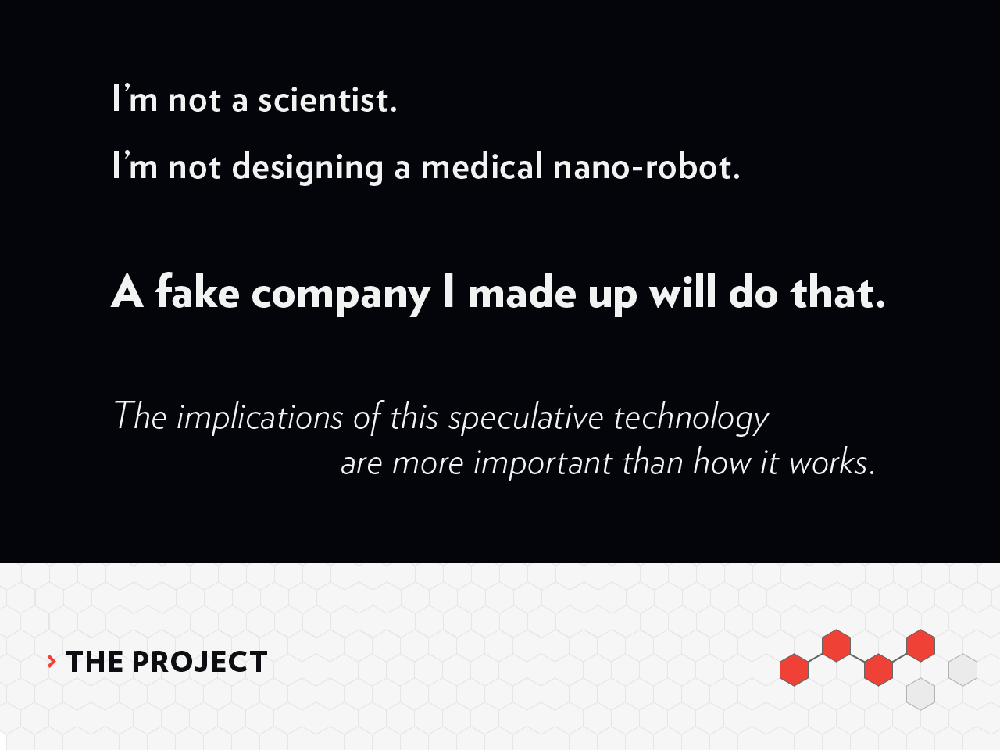 I’m not a scientist.
I’m not designing a medical nano-robot.
A fake company I made up will do that.
The implications of this speculative technology
are more important than how it works.
› THE PROJECT